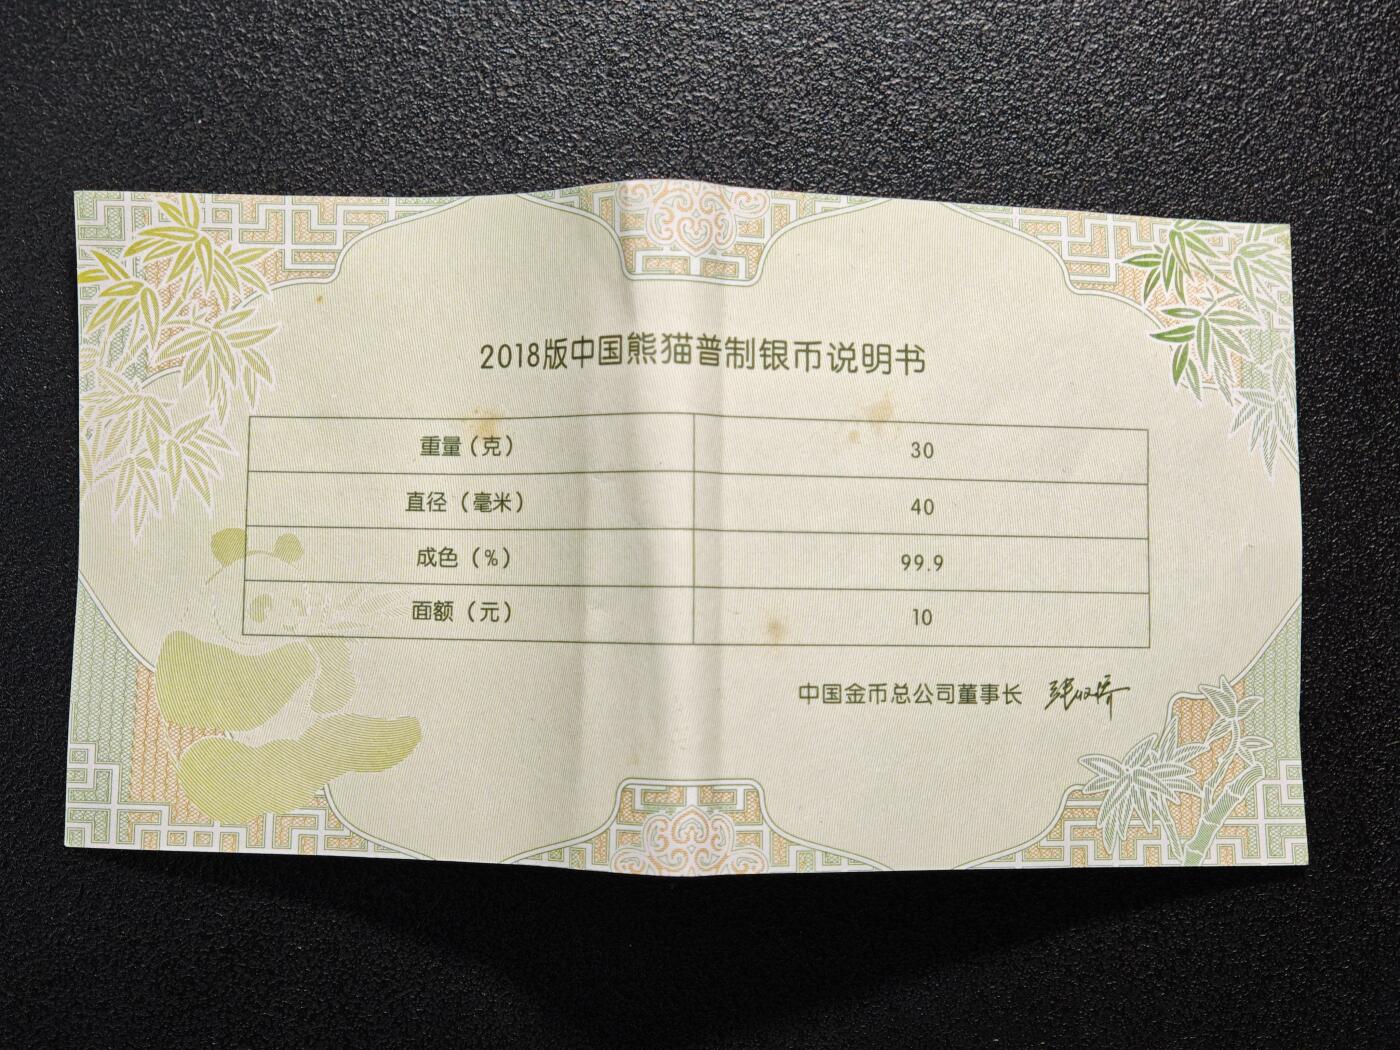 2018版中国熊猫普制银币说明书
重量（克） 30
直径（毫米） 40
成色（%） 99.9
面额（元） 10
中国金币总公司董事长